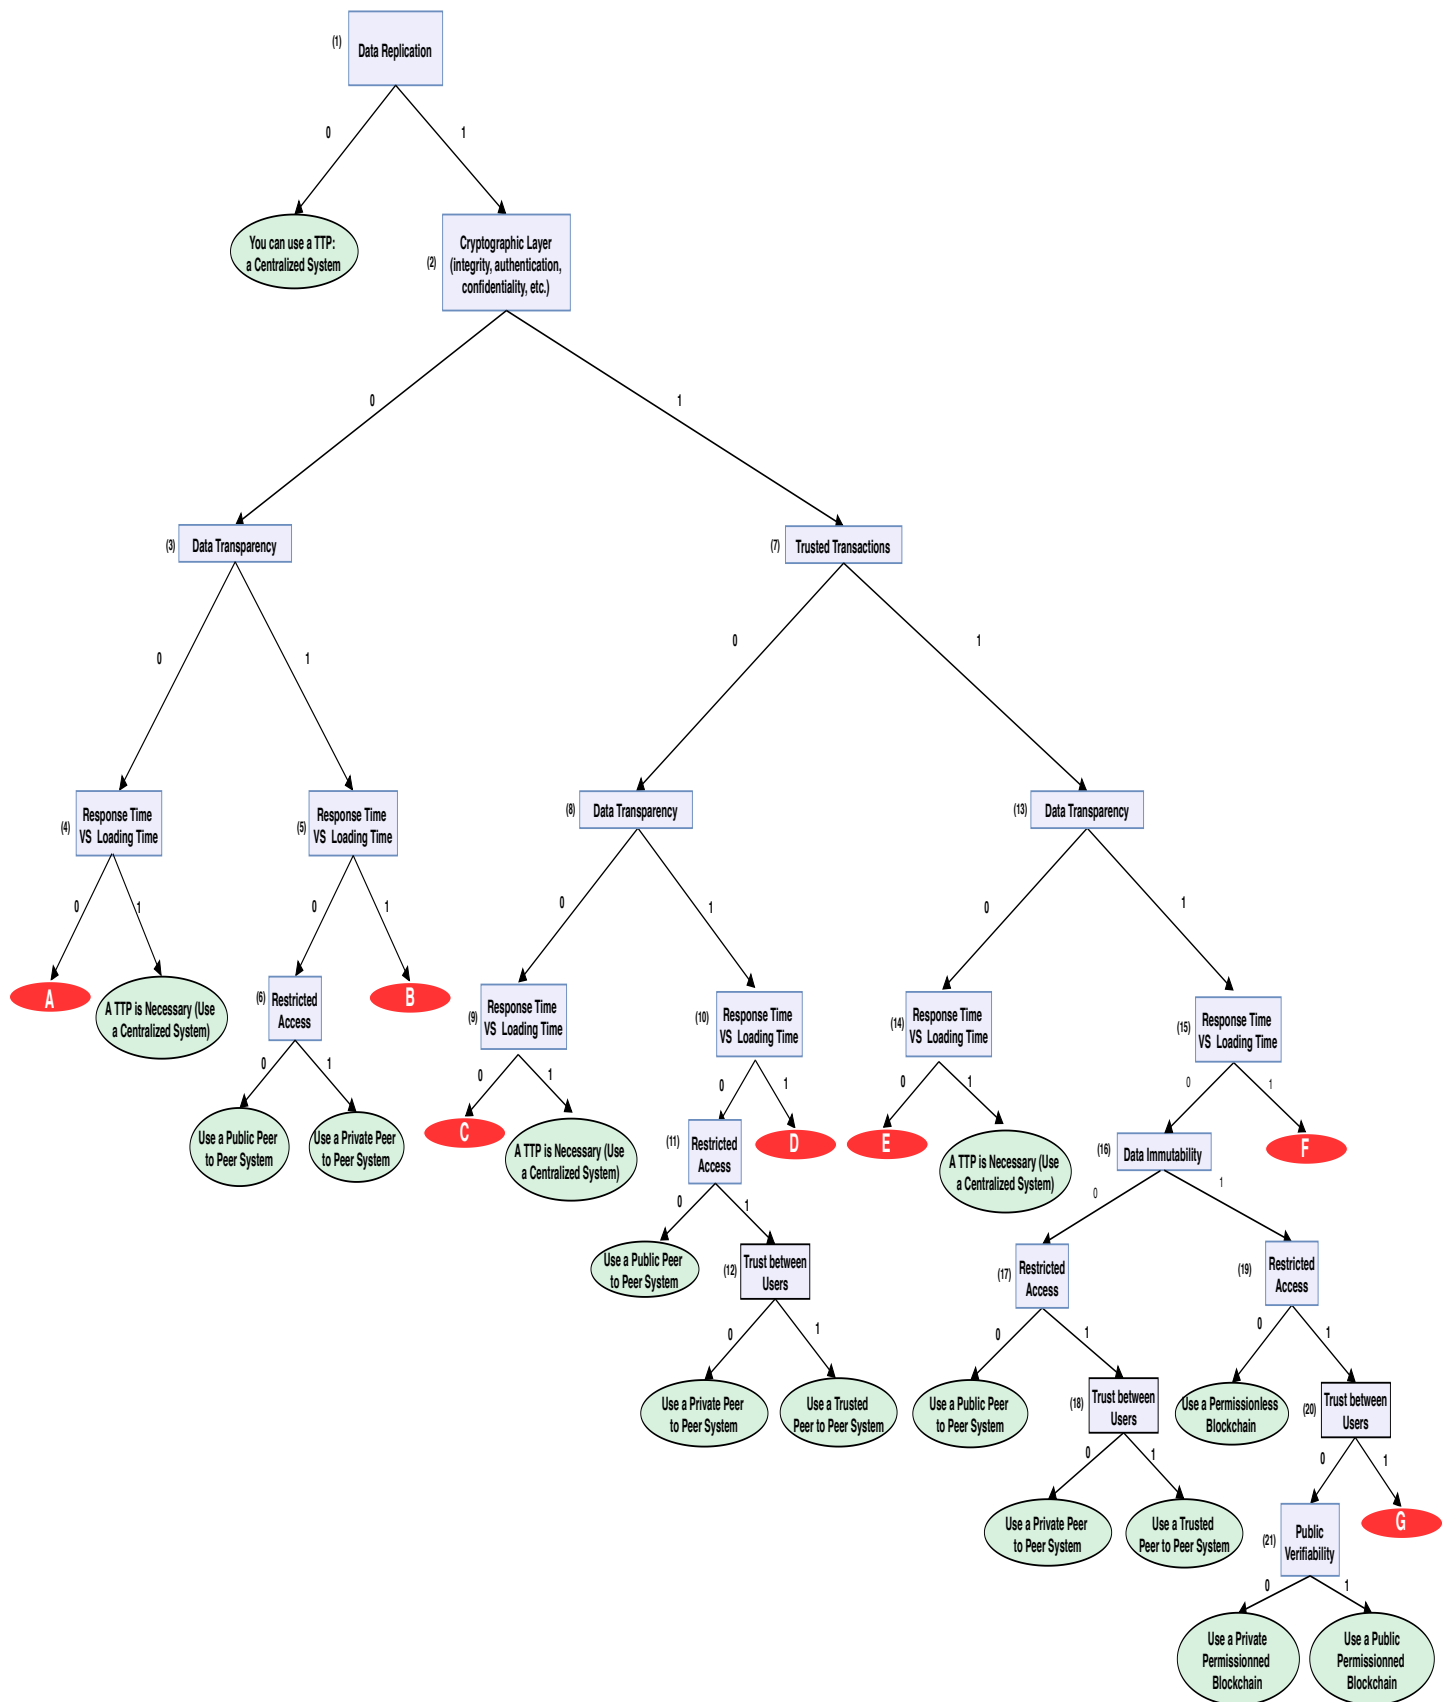 (1)
Data Replication
0
1
You can use a TTP:
a Centralized System
(2)
Cryptographic Layer
(integrity, authentication,
confidentiality, etc.)
0
1
(3)
Data Transparency
(7)
Trusted Transactions
0
1
0
1
(4)
Response Time
VS Loading Time
(5)
Response Time
VS Loading Time
(8)
Data Transparency
(13)
Data Transparency
0
1
0
1
0
1
0
1
A
A TTP is Necessary (Use
a Centralized System)
(6)
Restricted
Access
B
(9)
Response Time
VS Loading Time
(10)
Response Time
VS Loading Time
(14)
Response Time
VS Loading Time
(15)
Response Time
VS Loading Time
0
1
0
1
0
1
0
1
0
1
Use a Public Peer
to Peer System
Use a Private Peer
to Peer System
C
A TTP is Necessary (Use
a Centralized System)
(11)
Restricted
Access
D
E
A TTP is Necessary (Use
a Centralized System)
(16)
Data Immutability
F
0
1
0
1
Use a Public Peer
to Peer System
(12)
Trust between
Users
(17)
Restricted
Access
(19)
Restricted
Access
0
1
0
1
0
1
Use a Private Peer
to Peer System
Use a Trusted
Peer to Peer System
Use a Public Peer
to Peer System
(18)
Trust between
Users
Use a Permissionless
Blockchain
(20)
Trust between
Users
0
1
0
1
Use a Private Peer
to Peer System
Use a Trusted
Peer to Peer System
(21)
Public
Verifiability
G
0
1
Use a Private
Permissionned
Blockchain
Use a Public
Permissionned
Blockchain